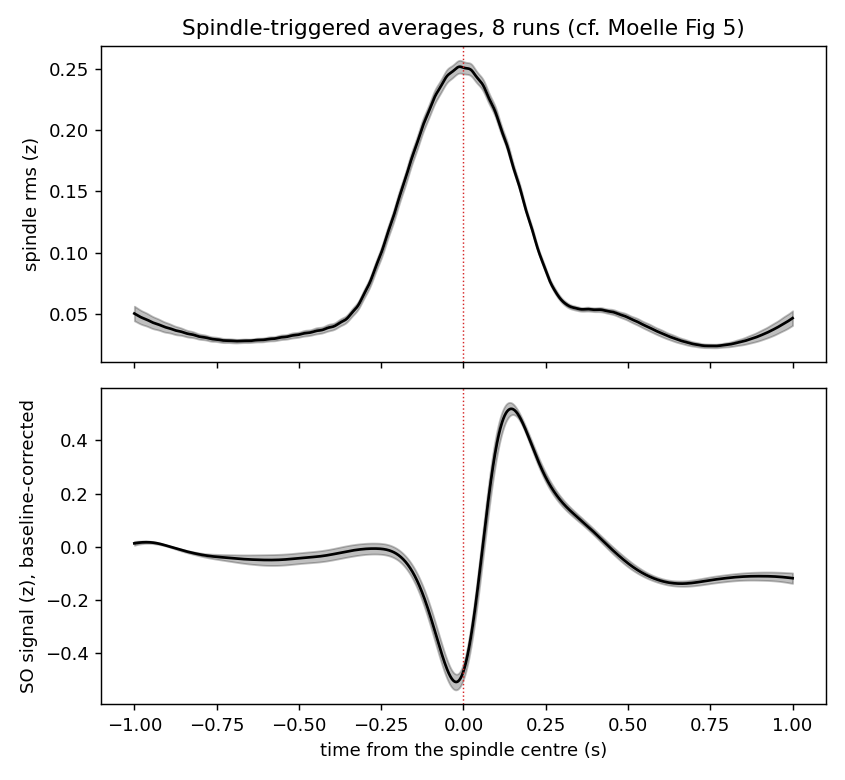 Spindle-triggered averages, 8 runs (cf. Moelle Fig 5)
spindle rms (z)
0.25
0.20
0.15
0.10
0.05
SO signal (z), baseline-corrected
0.4
0.2
0.0
−0.2
−0.4
−1.00 −0.75 −0.50 −0.25 0.00 0.25 0.50 0.75 1.00
time from the spindle centre (s)